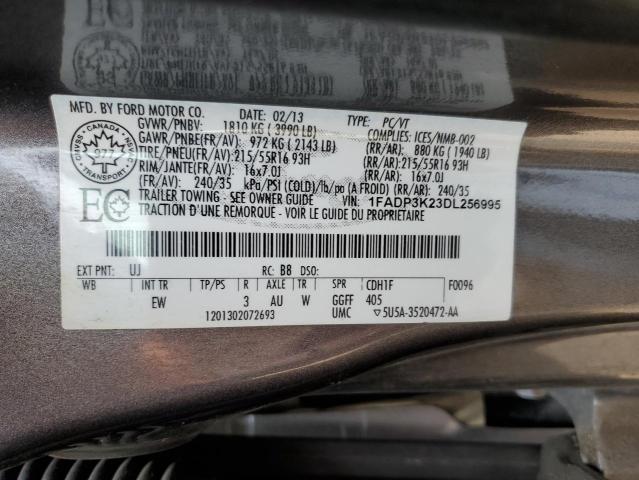 MFD. BY FORD MOTOR CO. DATE: 02/13 TYPE: PC/VT
GVWR/PNBV: 1810 KG ( 3990 LB) COMPLIES: ICES/NMB-002
GAWR/PNBE(FR/AV): 972 KG ( 2143 LB) (RR/AR): 880 KG ( 1940 LB)
TIRE/PNEU(FR/AV):215/55R16 93H (RR/AR):215/55R16 93H
RIM/JANTE(FR/AV): 16x7.0J (RR/AR): 16x7.0J
(FR/AV): 240/35 kPa/PSI (COLD)/lb/po (A FROID) (RR/AR): 240/35
TRAILER TOWING - SEE OWNER GUIDE VIN: 1FADP3K23DL256995
TRACTION D'UNE REMORQUE - VOIR LE GUIDE DU PROPRIETAIRE
CANADA
977
TRANSPORT
EC
EXT PNT: UJ RC: B8 DSO:
WB INT TR TP/PS R AXLE TR SPR CDH1F F0096
EW 3 AU W GGFF 405
1201302072693 UMC ▽5U5A-3520472-AA